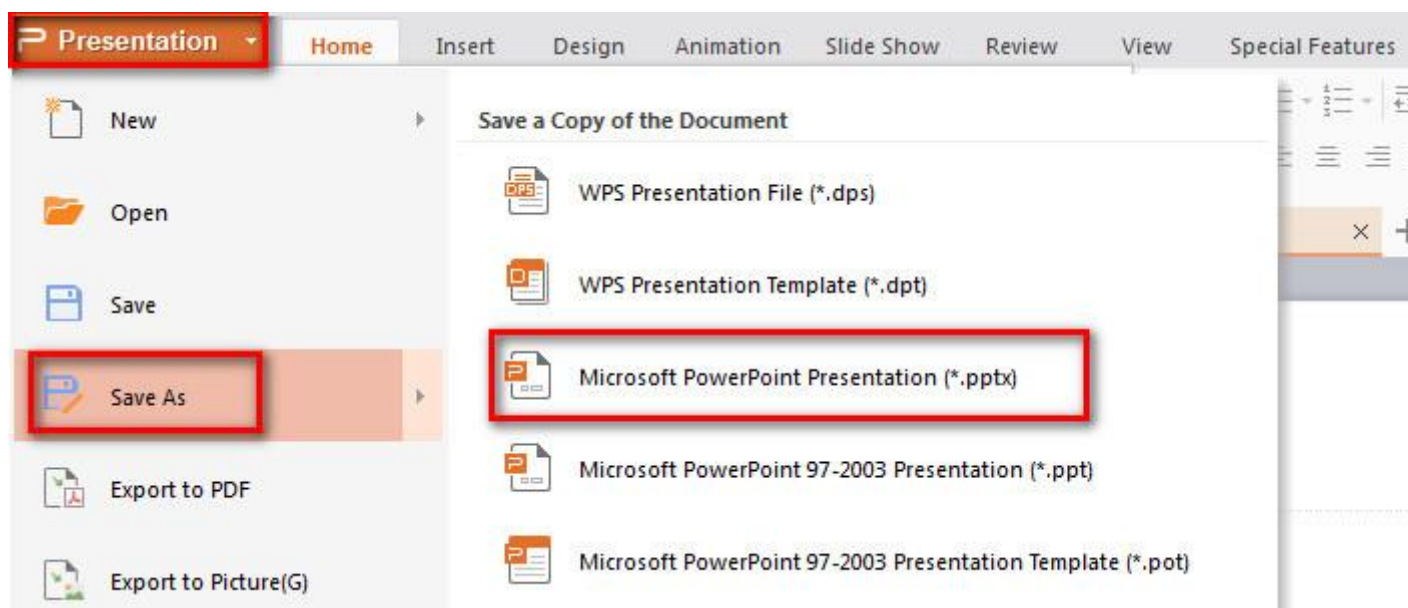 Presentation
Home
Insert
Design
Animation
Slide Show
Review
View
Special Features
New
Open
Save
Save As
Export to PDF
Export to Picture(G)
Save a Copy of the Document
DPS
WPS Presentation File (*.dps)
WPS Presentation Template (*.dpt)
Microsoft PowerPoint Presentation (*.pptx)
Microsoft PowerPoint 97-2003 Presentation (*.ppt)
Microsoft PowerPoint 97-2003 Presentation Template (*.pot)